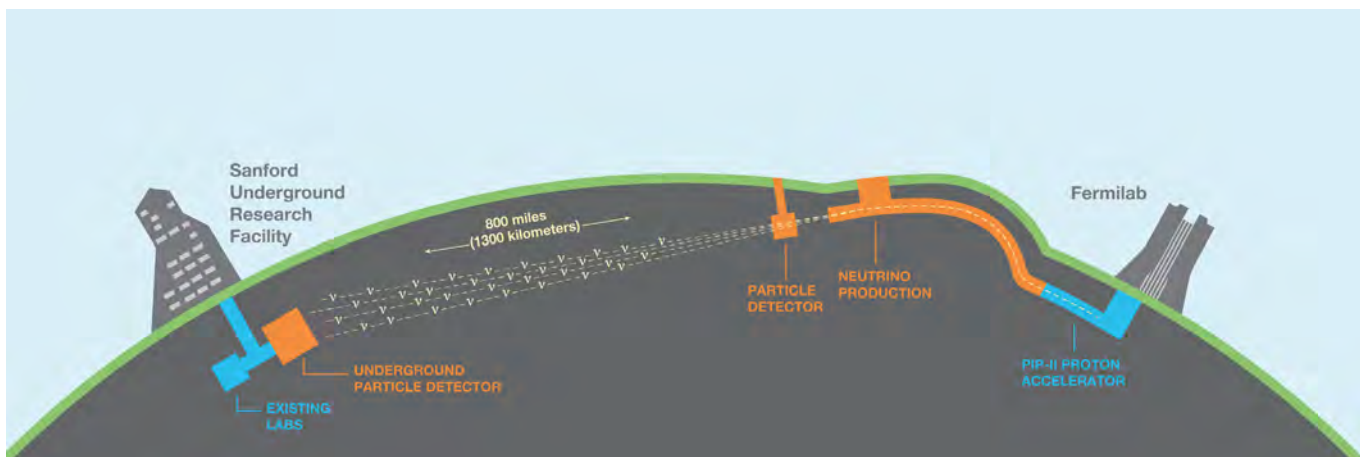 Sanford
Underground
Research
Facility
800 miles
(1300 kilometers)
Fermilab
PARTICLE
DETECTOR
NEUTRINO
PRODUCTION
UNDERGROUND
PARTICLE DETECTOR
PIP-II PROTON
ACCELERATOR
EXISTING
LABS
ν ν ν ν ν ν ν
ν ν ν ν ν ν
ν ν ν ν ν ν
ν ν ν ν ν